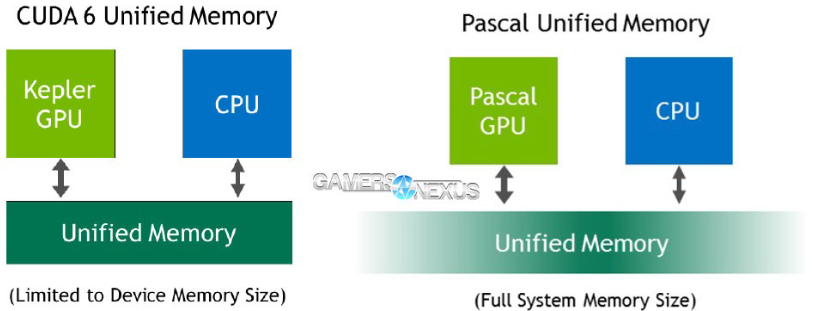 CUDA 6 Unified Memory
Kepler
GPU
CPU
Unified Memory
(Limited to Device Memory Size)
GAMERS NEXUS
Pascal Unified Memory
Pascal
GPU
CPU
Unified Memory
(Full System Memory Size)